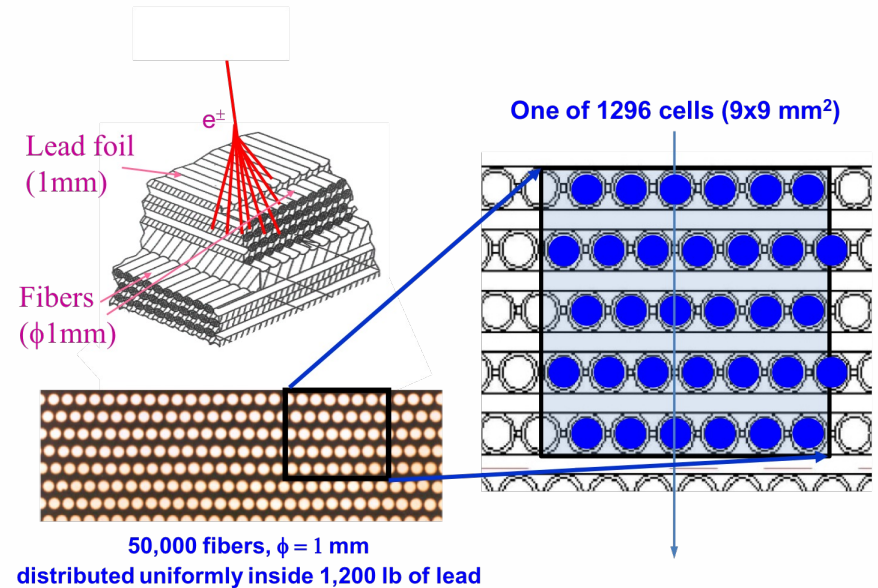 e±
Lead foil
(1mm)
Fibers
(ϕ1mm)
One of 1296 cells (9x9 mm²)
50,000 fibers, ϕ = 1 mm
distributed uniformly inside 1,200 lb of lead